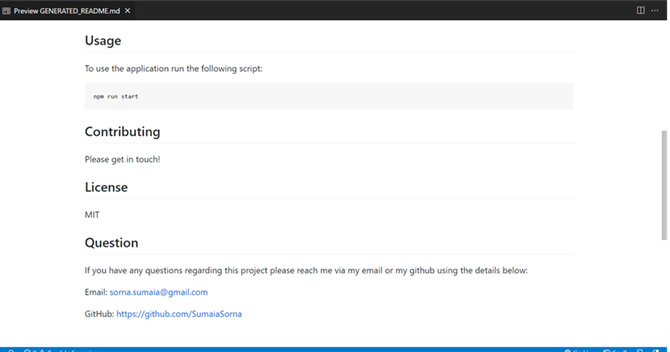 Preview GENERATED_README.md
Usage
To use the application run the following script:
npm run start
Contributing
Please get in touch!
License
MIT
Question
If you have any questions regarding this project please reach me via my email or my github using the details below:
Email: sorna.sumaia@gmail.com
GitHub: https://github.com/SumaiaSorna